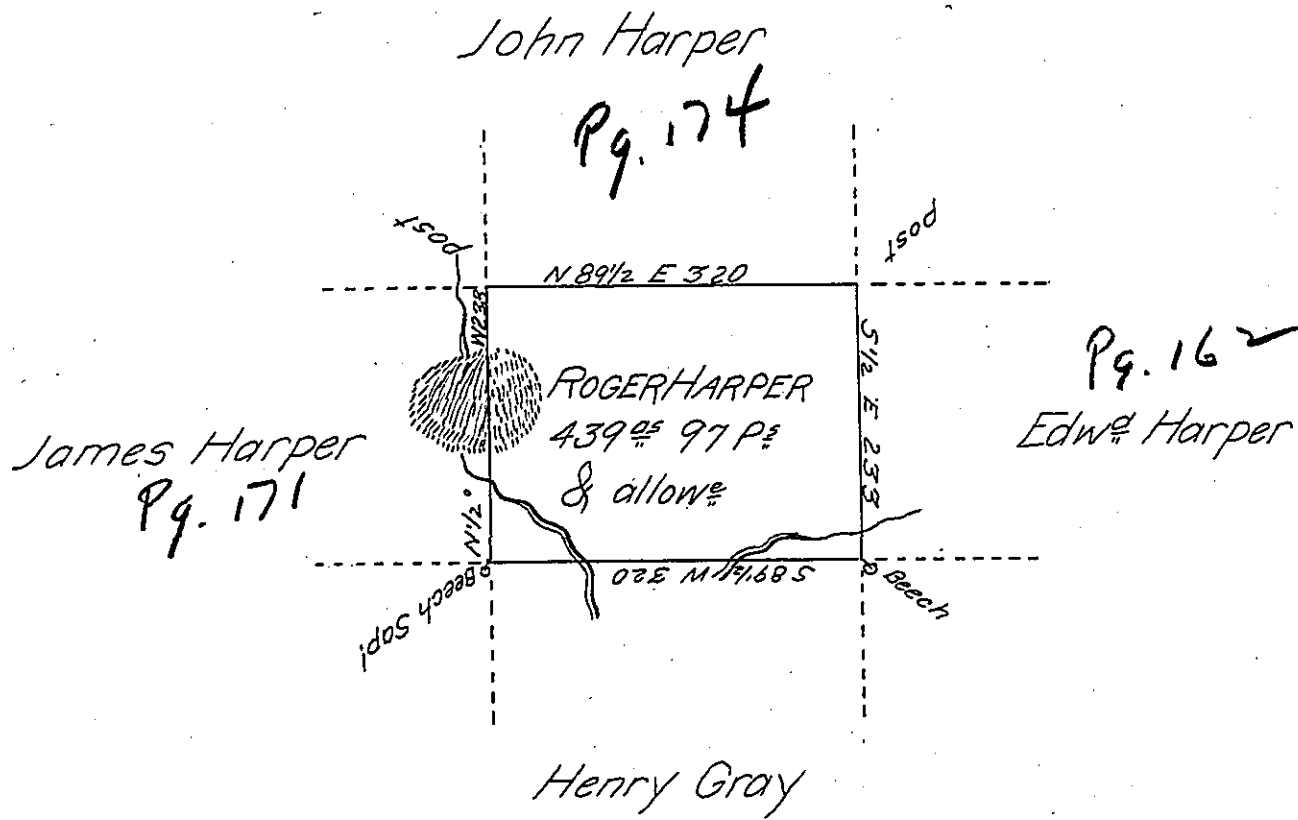 John Harper
Pg. 174
post
post
N 89½ E 320
N ½° W 238
S ½ E 233
ROGER HARPER
439 as 97 Ps
& allowe
James Harper
Pg. 171
Pg. 162
Edwd Harper
S 89½ W 320
Beech Sapl
Beech
Henry Gray